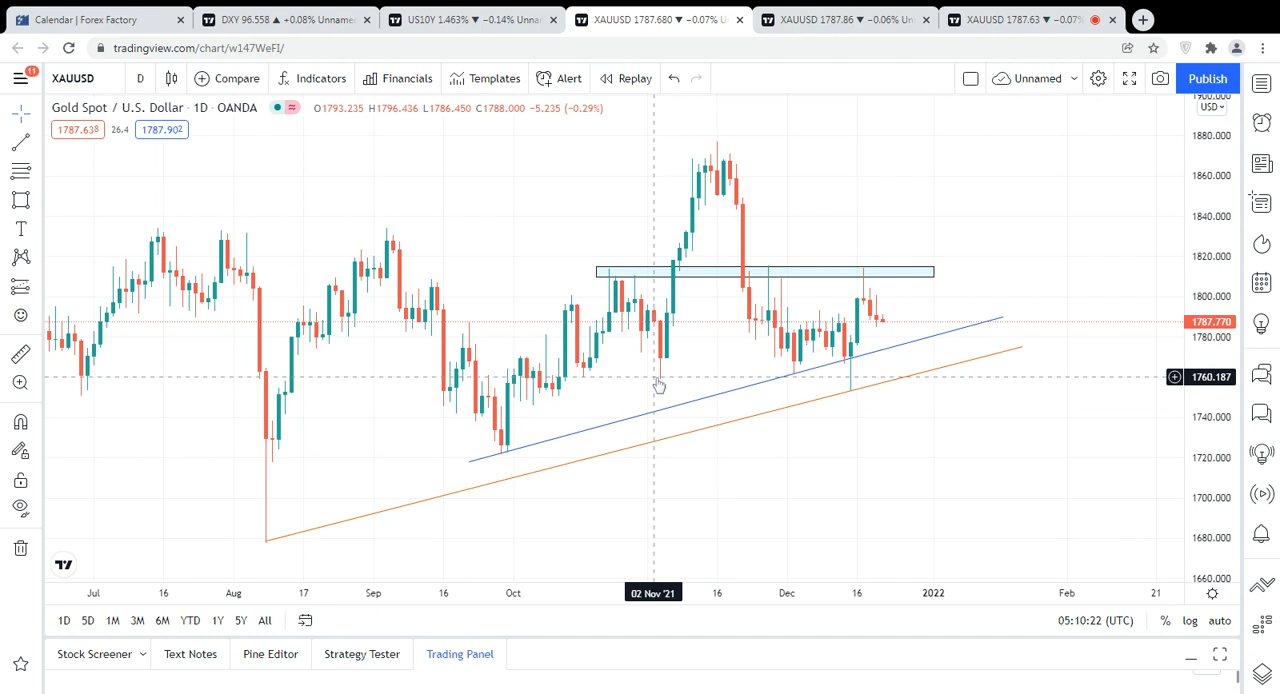 Calendar | Forex Factory
DXY 96.558 ▲ +0.08% Unnamed
US10Y 1.463% ▼ −0.14% Unnam
XAUUSD 1787.680 ▼ −0.07% U
XAUUSD 1787.86 ▼ −0.06% Un
XAUUSD 1787.63 ▼ −0.07%
tradingview.com/chart/w147WeFI/
11
XAUUSD
D
Compare
Indicators
Financials
Templates
Alert
Replay
Unnamed
Publish
Gold Spot / U.S. Dollar · 1D · OANDA
O1793.235 H1796.436 L1786.450 C1788.000 −5.235 (−0.29%)
1787.638
26.4
1787.902
1900.000
USD
1880.000
1860.000
1840.000
1820.000
1800.000
1787.770
1780.000
1760.187
1740.000
1720.000
1700.000
1680.000
1660.000
Jul
16
Aug
17
Sep
16
Oct
02 Nov '21
16
Dec
16
2022
Feb
21
1D
5D
1M
3M
6M
YTD
1Y
5Y
All
05:10:22 (UTC)
%
log
auto
Stock Screener
Text Notes
Pine Editor
Strategy Tester
Trading Panel